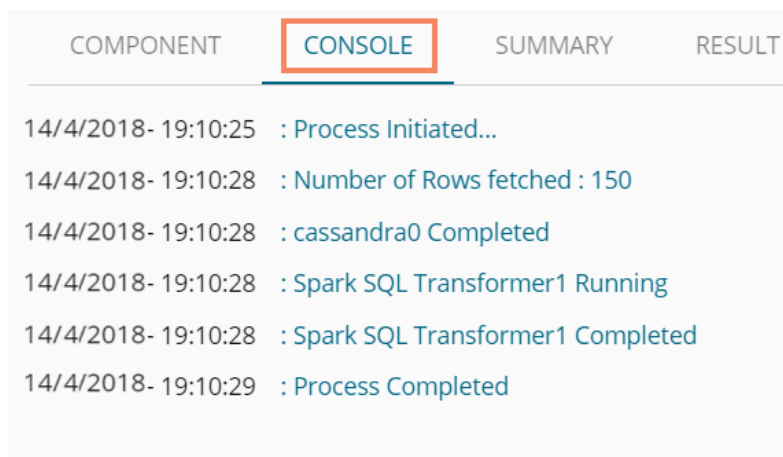 COMPONENT CONSOLE SUMMARY RESULT
14/4/2018- 19:10:25 : Process Initiated...
14/4/2018- 19:10:28 : Number of Rows fetched : 150
14/4/2018- 19:10:28 : cassandra0 Completed
14/4/2018- 19:10:28 : Spark SQL Transformer1 Running
14/4/2018- 19:10:28 : Spark SQL Transformer1 Completed
14/4/2018- 19:10:29 : Process Completed